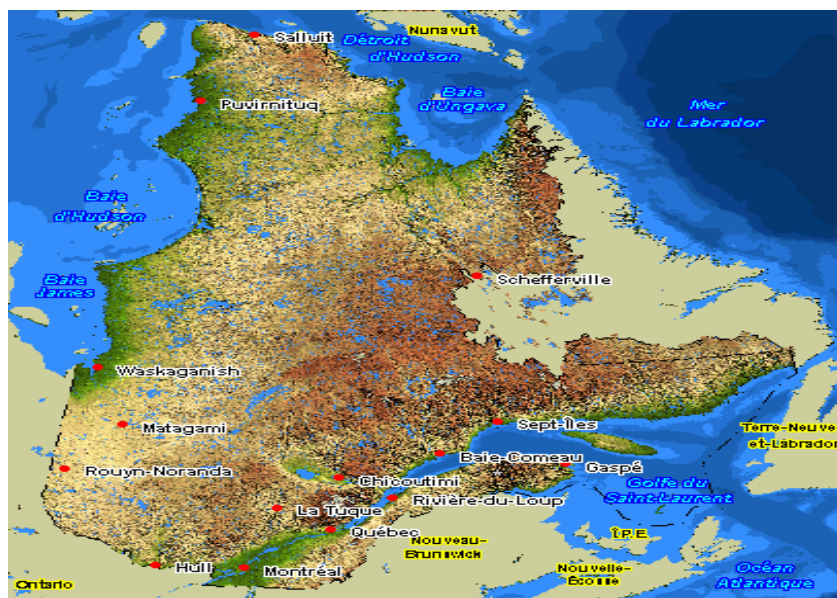 Salluit
Détroit
d'Hudson
Nunavut
Puvirnituq
Baie
d'Ungava
Mer
du Labrador
Baie
d'Hudson
Baie
James
Schefferville
Waskaganish
Matagami
Sept-Îles
Terre-Neuve
et-Labrador
Rouyn-Noranda
Baie-Comeau
Gaspé
Chicoutimi
Golfe du
Saint-Laurent
Rivière-du-Loup
La Tuque
Québec
Nouveau-
Brunswick
Î.P.E.
Hull
Montréal
Nouvelle-
Écosse
Océan
Atlantique
Ontario